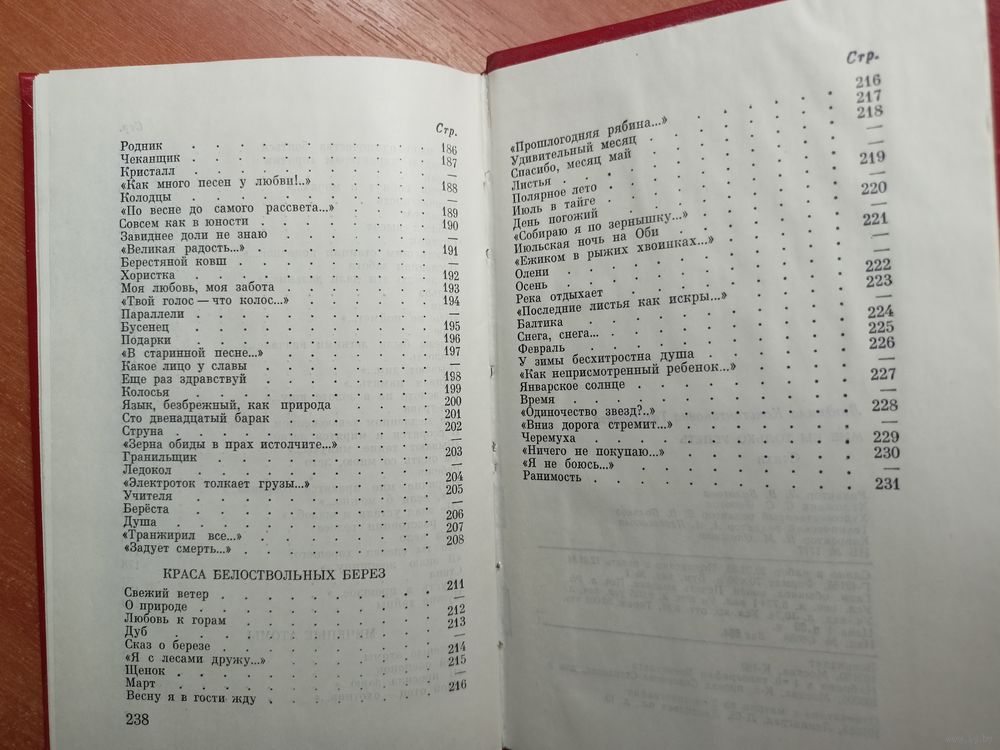 Стр.
Родник . . . . . . . . . . 186
Чеканщик . . . . . . . . . . 187
Кристалл . . . . . . . . . . —
«Как много песен у любви!..» . . . . . 188
Колодцы . . . . . . . . . . —
«По весне до самого рассвета...» . . . . 189
Совсем как в юности . . . . . . . 190
Завиднее доли не знаю . . . . . . —
«Великая радость...» . . . . . . . 191
Берестяной ковш . . . . . . . . —
Хористка . . . . . . . . . . 192
Моя любовь, моя забота . . . . . . 193
«Твой голос — что колос...» . . . . . 194
Параллели . . . . . . . . . . —
Бусенец . . . . . . . . . . 195
Подарки . . . . . . . . . . 196
«В старинной песне...» . . . . . . 197
Какое лицо у славы . . . . . . . —
Еще раз здравствуй . . . . . . . 198
Колосья . . . . . . . . . . 199
Язык, безбрежный, как природа . . . . 200
Сто двенадцатый барак . . . . . . 201
Струна . . . . . . . . . . 202
«Зерна обиды в прах истолчите...» . . . —
Гранильщик . . . . . . . . . 203
Ледокол . . . . . . . . . . —
«Электроток толкает грузы...» . . . . . 204
Учителя . . . . . . . . . . 205
Берёста . . . . . . . . . . —
Душа . . . . . . . . . . 206
«Транжирил все...» . . . . . . . 207
«Задует смерть...» . . . . . . . 208
КРАСА БЕЛОСТВОЛЬНЫХ БЕРЕЗ
Свежий ветер . . . . . . . . . 211
О природе . . . . . . . . . . —
Любовь к горам . . . . . . . . 212
Дуб . . . . . . . . . . 213
Сказ о березе . . . . . . . . . —
«Я с лесами дружу...» . . . . . . . 214
Щенок . . . . . . . . . . 215
Март . . . . . . . . . . —
Весну я в гости жду . . . . . . . 216
238
Стр.
«Прошлогодняя рябина...» . . . . . 216
Удивительный месяц . . . . . . 217
Спасибо, месяц май . . . . . . 218
Листья . . . . . . . . . —
Полярное лето . . . . . . . . —
Июль в тайге . . . . . . . . 219
День погожий . . . . . . . . —
«Собираю я по зернышку...» . . . . . 220
Июльская ночь на Оби . . . . . . —
«Ежиком в рыжих хвоинках...» . . . . 221
Олени . . . . . . . . . —
Осень . . . . . . . . . —
Река отдыхает . . . . . . . . 222
«Последние листья как искры...» . . . . 223
Балтика . . . . . . . . . —
Снега, снега... . . . . . . . . 224
Февраль . . . . . . . . . 225
У зимы бесхитростна душа . . . . . 226
«Как неприсмотренный ребенок...» . . . —
Январское солнце . . . . . . . 227
Время . . . . . . . . . —
«Одиночество звезд?..» . . . . . . 228
«Вниз дорога стремит...» . . . . . . —
Черемуха . . . . . . . . . 229
«Ничего не покупаю...» . . . . . . 230
«Я не боюсь...» . . . . . . . . —
Ранимость . . . . . . . . . 231